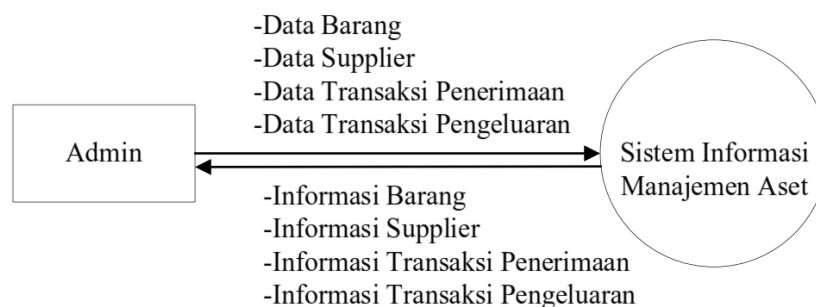 -Data Barang
-Data Supplier
-Data Transaksi Penerimaan
-Data Transaksi Pengeluaran
Admin
Sistem Informasi
Manajemen Aset
-Informasi Barang
-Informasi Supplier
-Informasi Transaksi Penerimaan
-Informasi Transaksi Pengeluaran